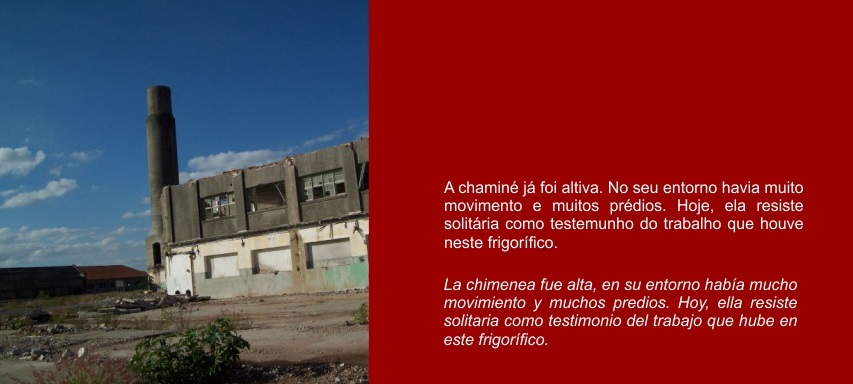 A chaminé já foi altiva. No seu entorno havia muito
movimento e muitos prédios. Hoje, ela resiste
solitária como testemunho do trabalho que houve
neste frigorífico.
La chimenea fue alta, en su entorno había mucho
movimiento y muchos predios. Hoy, ella resiste
solitaria como testimonio del trabajo que hube en
este frigorífico.